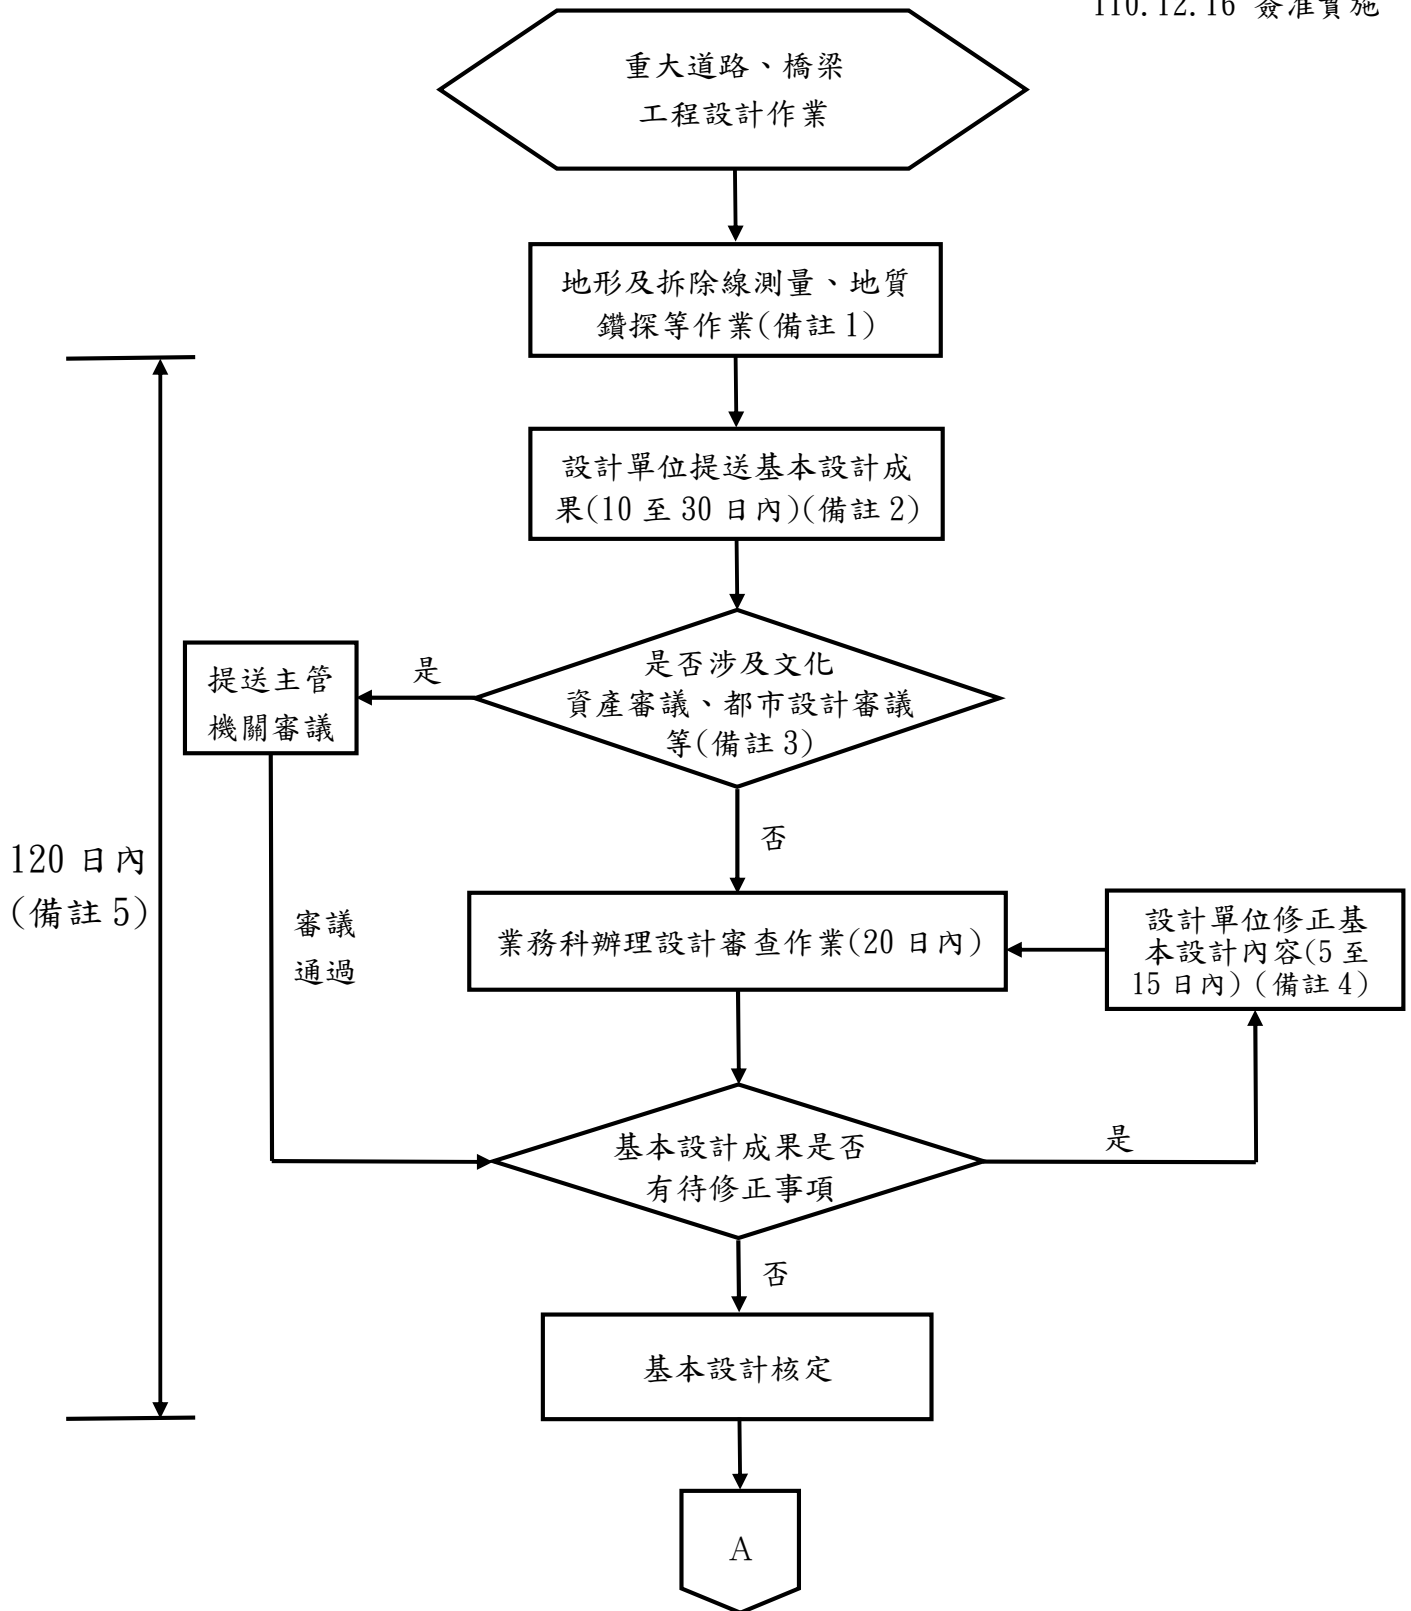 110.12.16 簽准實施
重大道路、橋梁
工程設計作業
地形及拆除線測量、地質
鑽探等作業(備註 1)
設計單位提送基本設計成
果(10 至 30 日內)(備註 2)
是否涉及文化
資產審議、都市設計審議
等(備註 3)
是
提送主管
機關審議
否
120 日內
(備註 5)
審議
通過
業務科辦理設計審查作業(20 日內)
設計單位修正基
本設計內容(5 至
15 日內) (備註 4)
基本設計成果是否
有待修正事項
是
否
基本設計核定
A